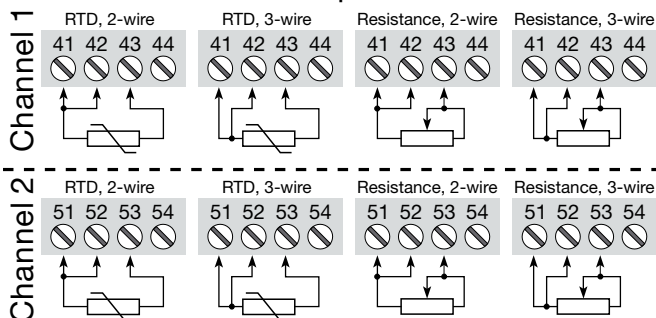 Channel 1
RTD, 2-wire RTD, 3-wire Resistance, 2-wire Resistance, 3-wire
41 42 43 44 41 42 43 44 41 42 43 44 41 42 43 44
Channel 2
RTD, 2-wire RTD, 3-wire Resistance, 2-wire Resistance, 3-wire
51 52 53 54 51 52 53 54 51 52 53 54 51 52 53 54